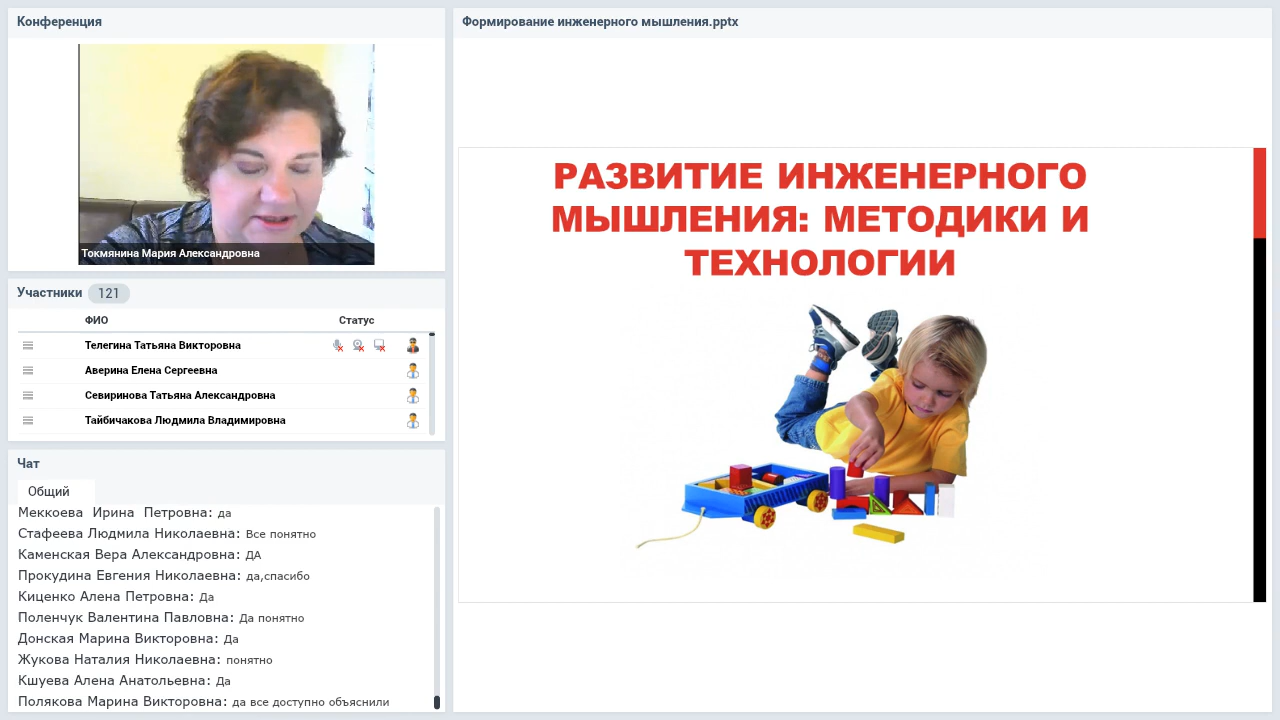 Конференция
Токмянина Мария Александровна
Участники 121
ФИО Статус
Телегина Татьяна Викторовна
Аверина Елена Сергеевна
Севиринова Татьяна Александровна
Тайбичакова Людмила Владимировна
Чат
Общий
Меккоева Ирина Петровна: да
Стафеева Людмила Николаевна: Все понятно
Каменская Вера Александровна: ДА
Прокудина Евгения Николаевна: да,спасибо
Киценко Алена Петровна: Да
Поленчук Валентина Павловна: Да понятно
Донская Марина Викторовна: Да
Жукова Наталия Николаевна: понятно
Кшуева Алена Анатольевна: Да
Полякова Марина Викторовна: да все доступно объяснили
Формирование инженерного мышления.pptx
РАЗВИТИЕ ИНЖЕНЕРНОГО
МЫШЛЕНИЯ: МЕТОДИКИ И
ТЕХНОЛОГИИ